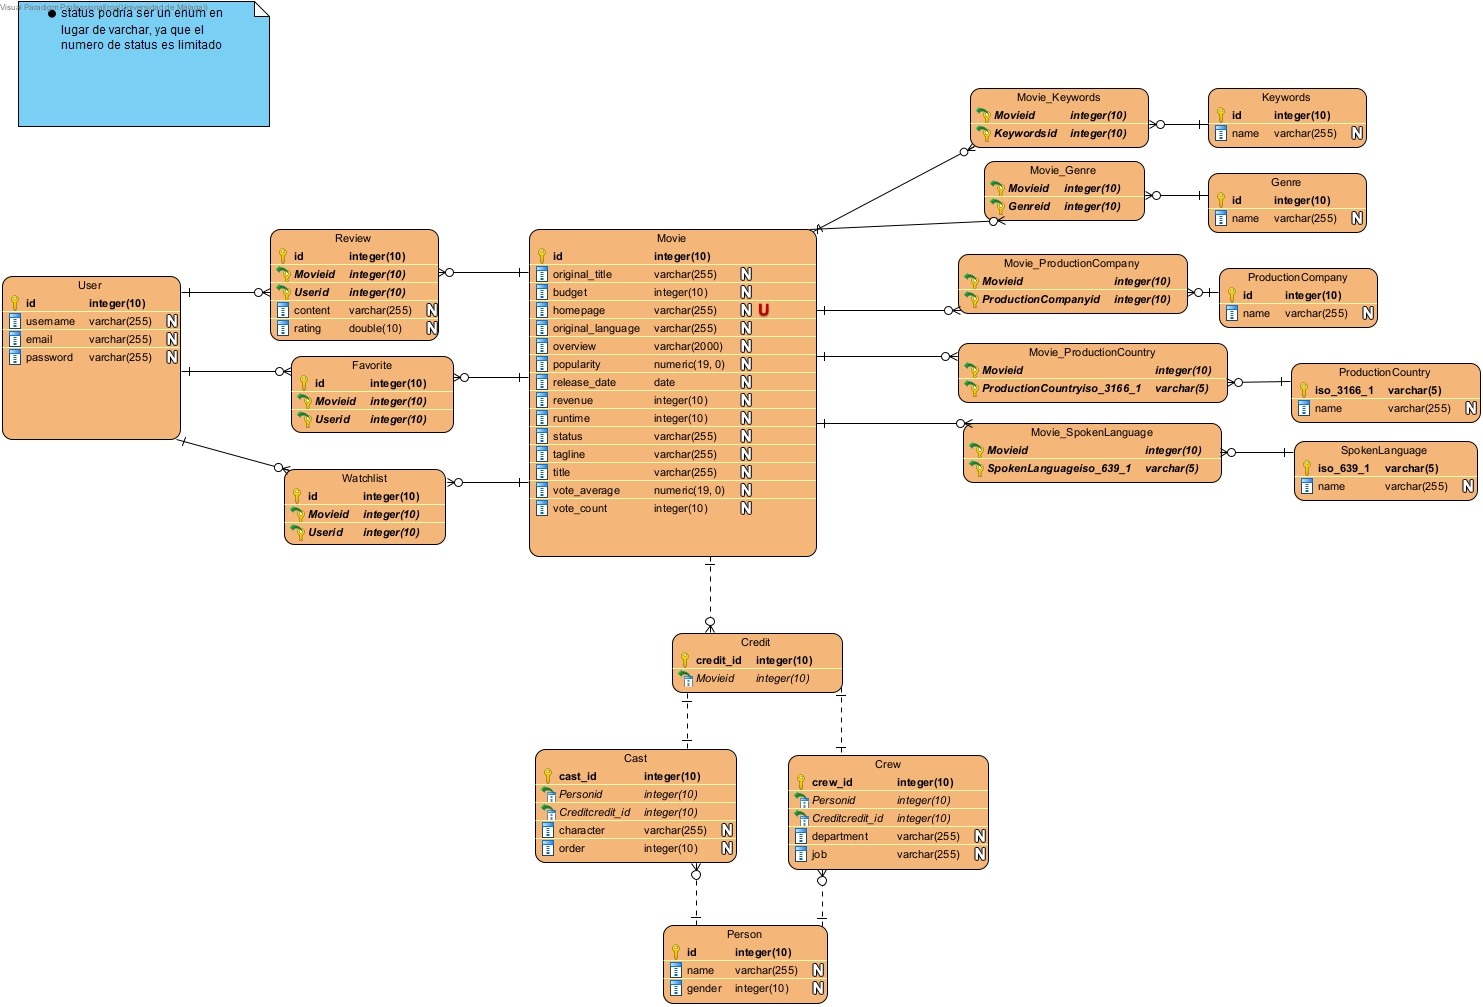 Visual Paradigm Professional(cro(Universidad de Málaga))
status podría ser un enum en
lugar de varchar, ya que el
numero de status es limitado
Movie_Keywords
Movieid integer(10)
Keywordsid integer(10)
Keywords
id integer(10)
name varchar(255) N
Movie_Genre
Movieid integer(10)
Genreid integer(10)
Genre
id integer(10)
name varchar(255) N
Review
id integer(10)
Movieid integer(10)
Userid integer(10)
content varchar(255) N
rating double(10) N
Movie
id integer(10)
original_title varchar(255) N
budget integer(10) N
homepage varchar(255) N U
original_language varchar(255) N
overview varchar(2000) N
popularity numeric(19, 0) N
release_date date N
revenue integer(10) N
runtime integer(10) N
status varchar(255) N
tagline varchar(255) N
title varchar(255) N
vote_average numeric(19, 0) N
vote_count integer(10) N
User
id integer(10)
username varchar(255) N
email varchar(255) N
password varchar(255) N
Movie_ProductionCompany
Movieid integer(10)
ProductionCompanyid integer(10)
ProductionCompany
id integer(10)
name varchar(255) N
Favorite
id integer(10)
Movieid integer(10)
Userid integer(10)
Movie_ProductionCountry
Movieid integer(10)
ProductionCountryiso_3166_1 varchar(5)
ProductionCountry
iso_3166_1 varchar(5)
name varchar(255) N
Movie_SpokenLanguage
Movieid integer(10)
SpokenLanguageiso_639_1 varchar(5)
SpokenLanguage
iso_639_1 varchar(5)
name varchar(255) N
Watchlist
id integer(10)
Movieid integer(10)
Userid integer(10)
Credit
credit_id integer(10)
Movieid integer(10)
Cast
cast_id integer(10)
Personid integer(10)
Creditcredit_id integer(10)
character varchar(255) N
order integer(10) N
Crew
crew_id integer(10)
Personid integer(10)
Creditcredit_id integer(10)
department varchar(255) N
job varchar(255) N
Person
id integer(10)
name varchar(255) N
gender integer(10) N